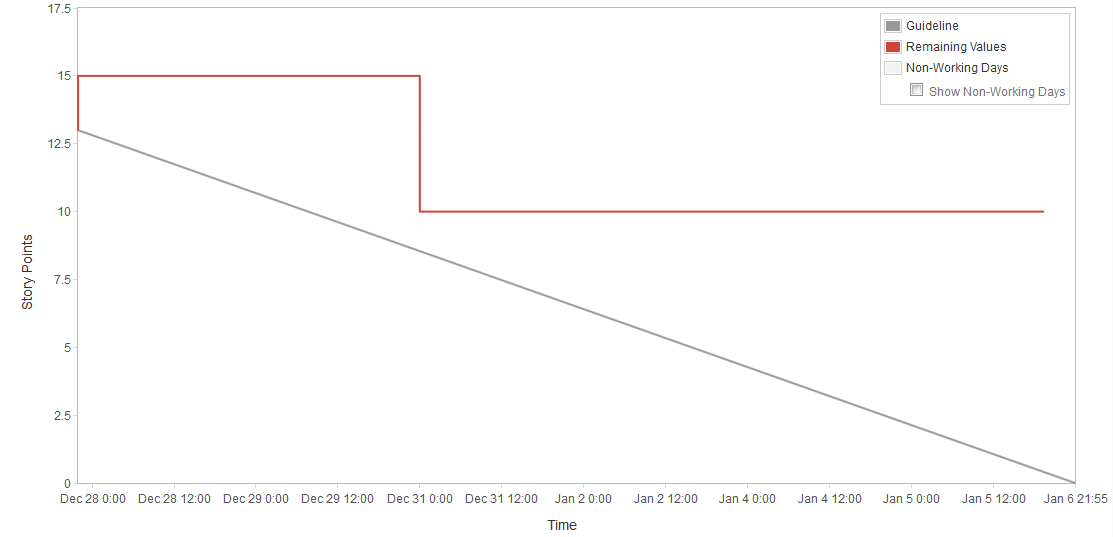 17.5
15
12.5
10
7.5
5
2.5
0
Story Points
Guideline
Remaining Values
Non-Working Days
Show Non-Working Days
Dec 28 0:00 Dec 28 12:00 Dec 29 0:00 Dec 29 12:00 Dec 31 0:00 Dec 31 12:00 Jan 2 0:00 Jan 2 12:00 Jan 4 0:00 Jan 4 12:00 Jan 5 0:00 Jan 5 12:00 Jan 6 21:55
Time